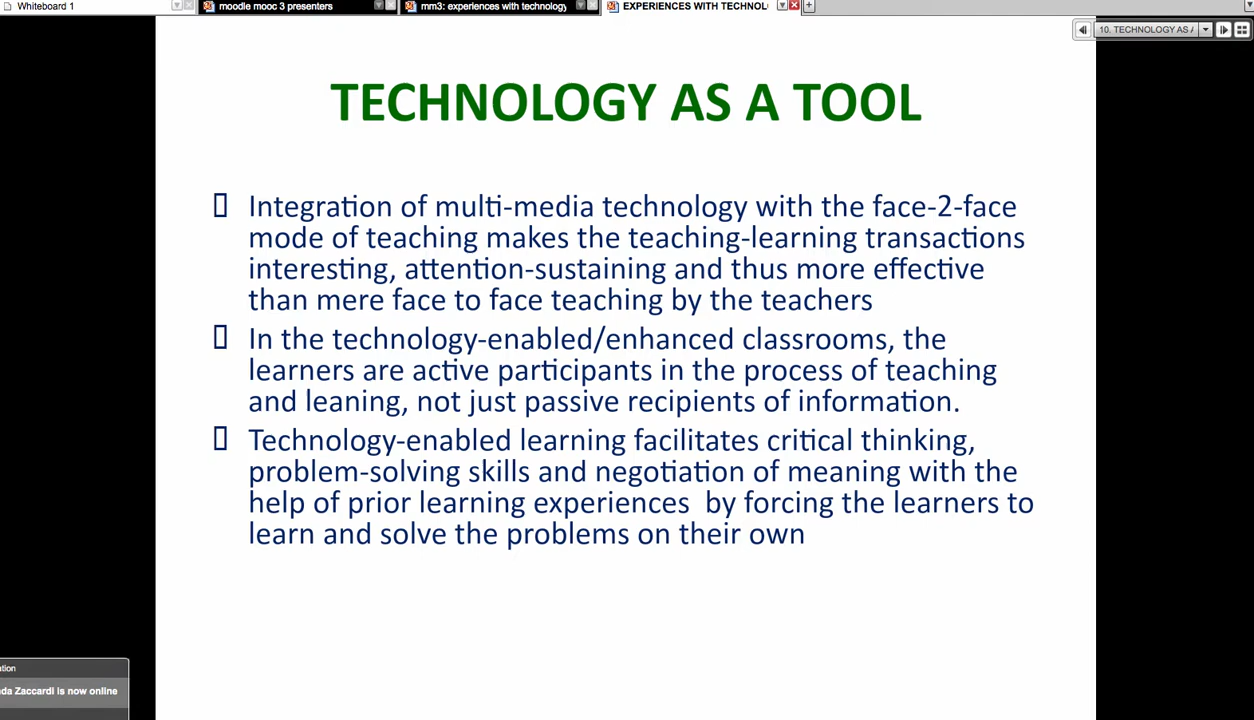 Whiteboard 1
moodle mooc 3 presenters
mm3: experiences with technology
EXPERIENCES WITH TECHNOL
10. TECHNOLOGY AS A
TECHNOLOGY AS A TOOL
Integration of multi-media technology with the face-2-face
mode of teaching makes the teaching-learning transactions
interesting, attention-sustaining and thus more effective
than mere face to face teaching by the teachers
In the technology-enabled/enhanced classrooms, the
learners are active participants in the process of teaching
and leaning, not just passive recipients of information.
Technology-enabled learning facilitates critical thinking,
problem-solving skills and negotiation of meaning with the
help of prior learning experiences by forcing the learners to
learn and solve the problems on their own
ation
da Zaccardi is now online